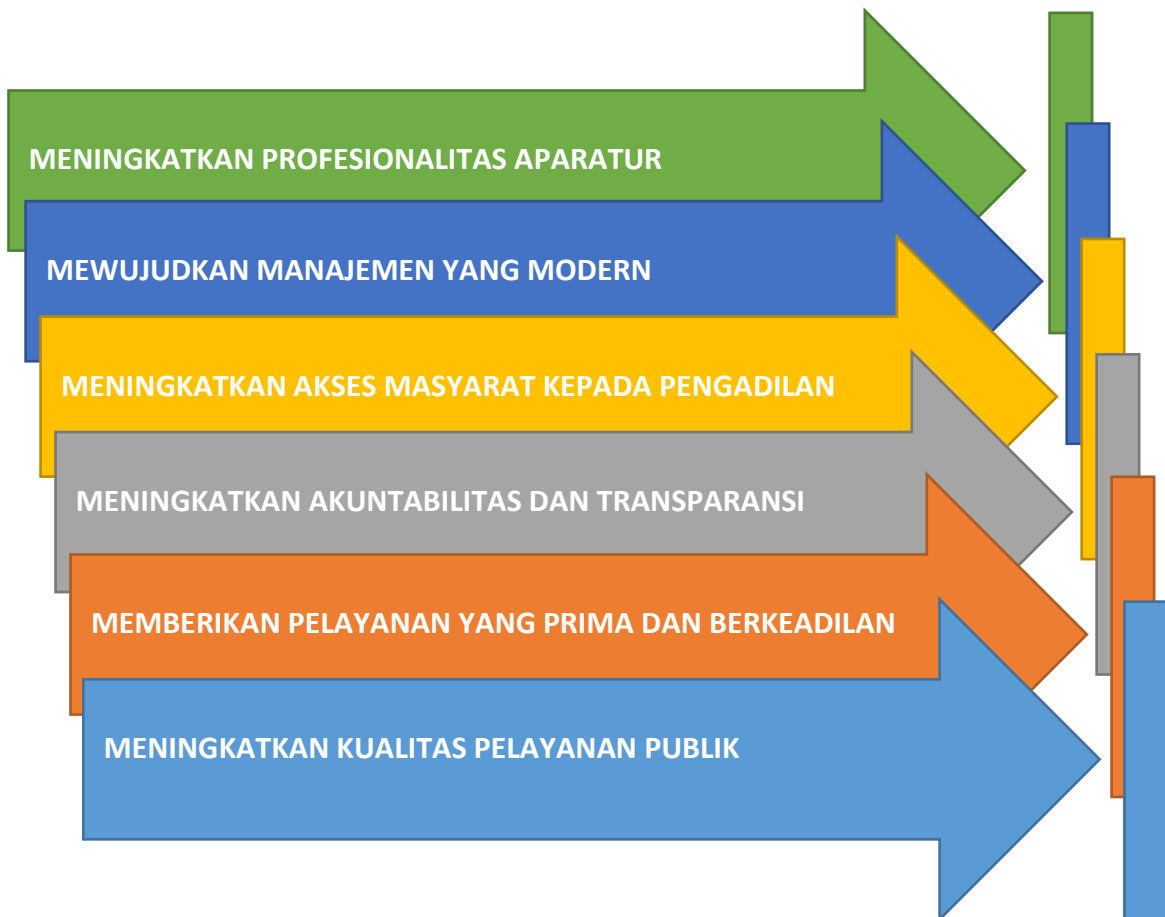 MENINGKATKAN PROFESIONALITAS APARATUR
MEWUJUDKAN MANAJEMEN YANG MODERN
MENINGKATKAN AKSES MASYARAT KEPADA PENGADILAN
MENINGKATKAN AKUNTABILITAS DAN TRANSPARANSI
MEMBERIKAN PELAYANAN YANG PRIMA DAN BERKEADILAN
MENINGKATKAN KUALITAS PELAYANAN PUBLIK